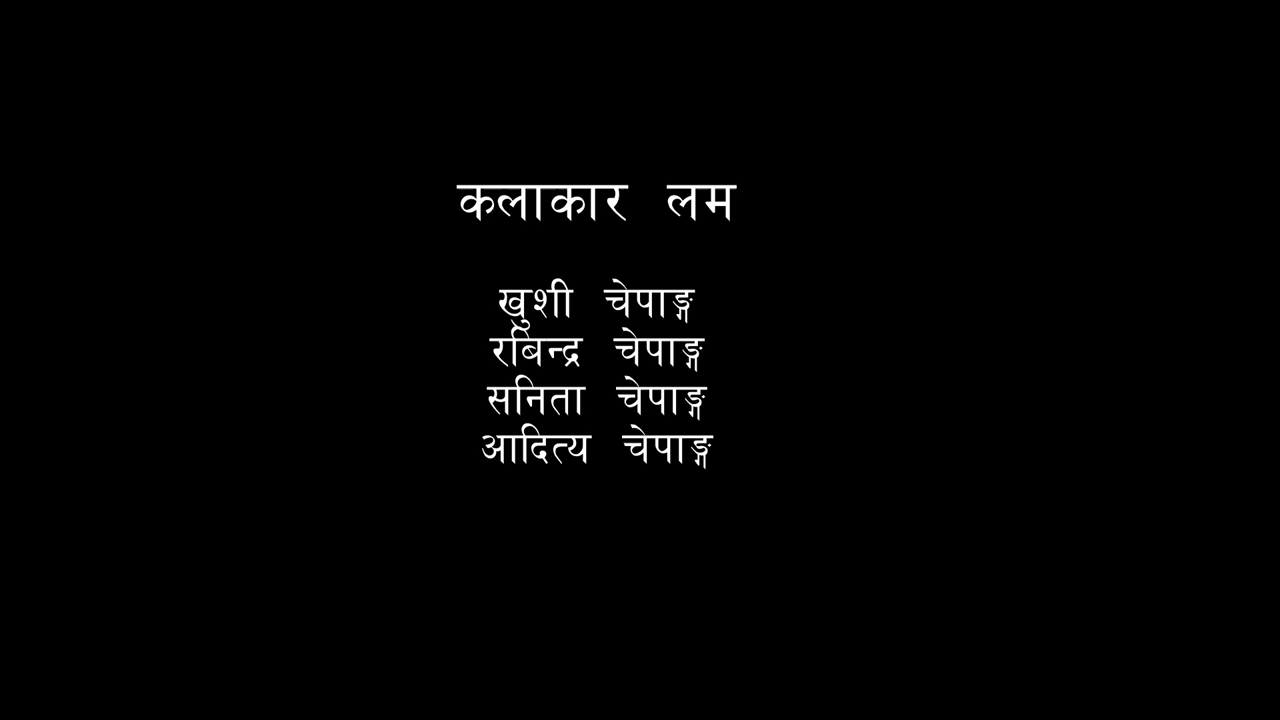 कलाकार लम
खुशी चेपाङ्ग
रबिन्द्र चेपाङ्ग
सनिता चेपाङ्ग
आदित्य चेपाङ्ग